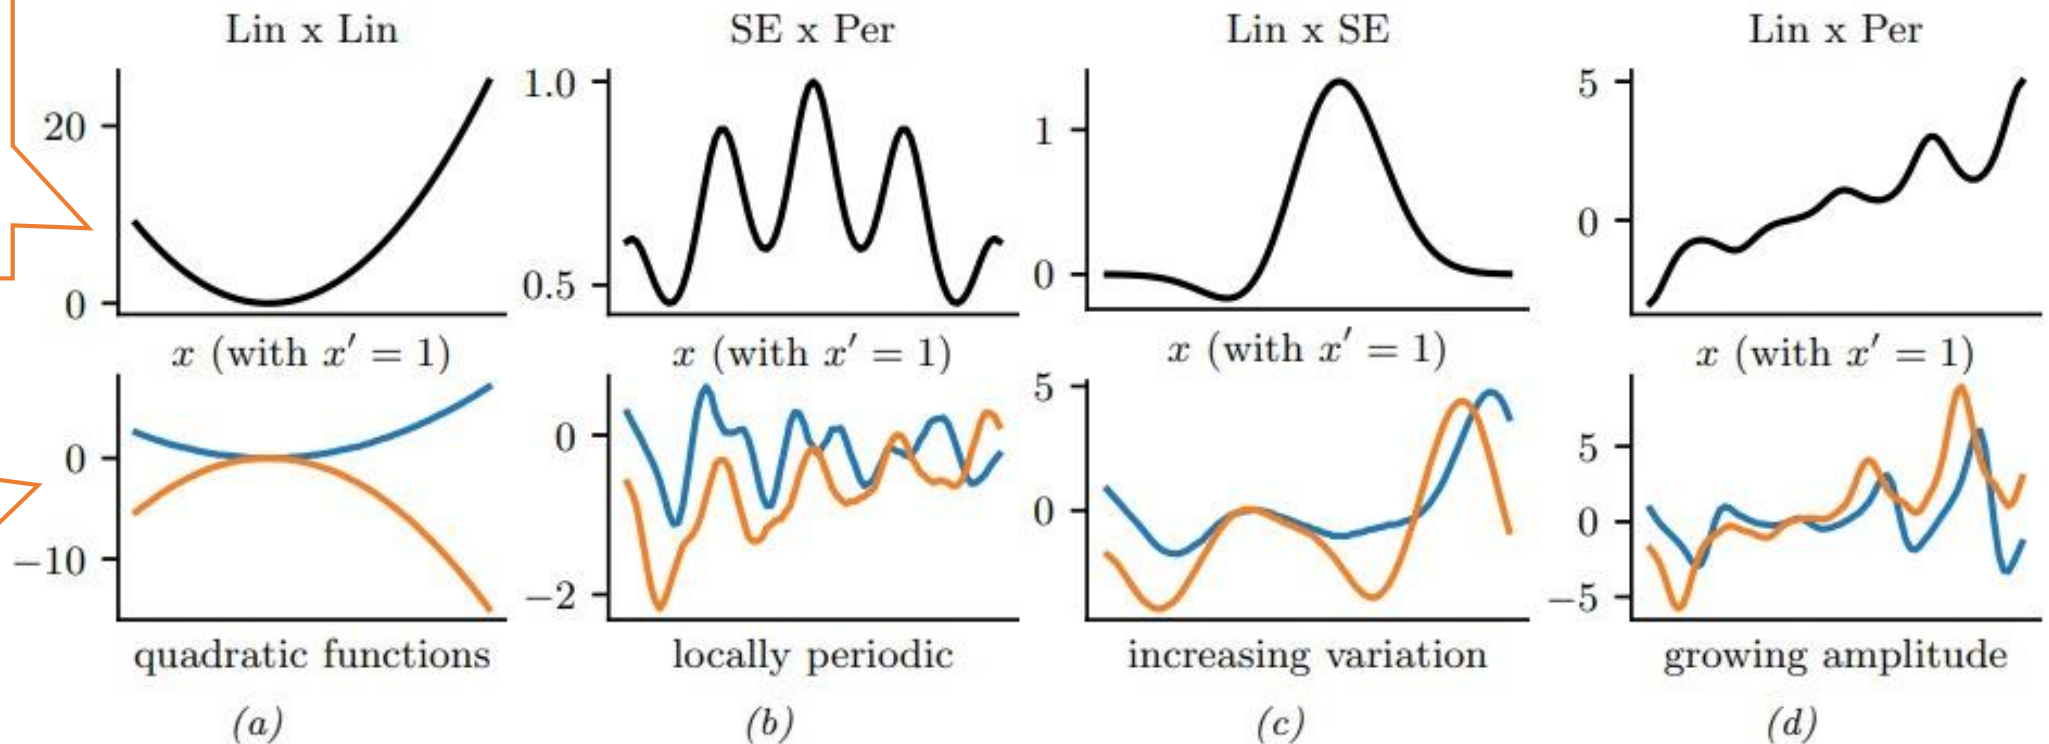 Lin x Lin
20
0
x (with x′ = 1)
0
−10
quadratic functions
(a)
SE x Per
1.0
0.5
x (with x′ = 1)
0
−2
locally periodic
(b)
Lin x SE
1
0
x (with x′ = 1)
5
0
increasing variation
(c)
Lin x Per
5
0
x (with x′ = 1)
5
0
−5
growing amplitude
(d)